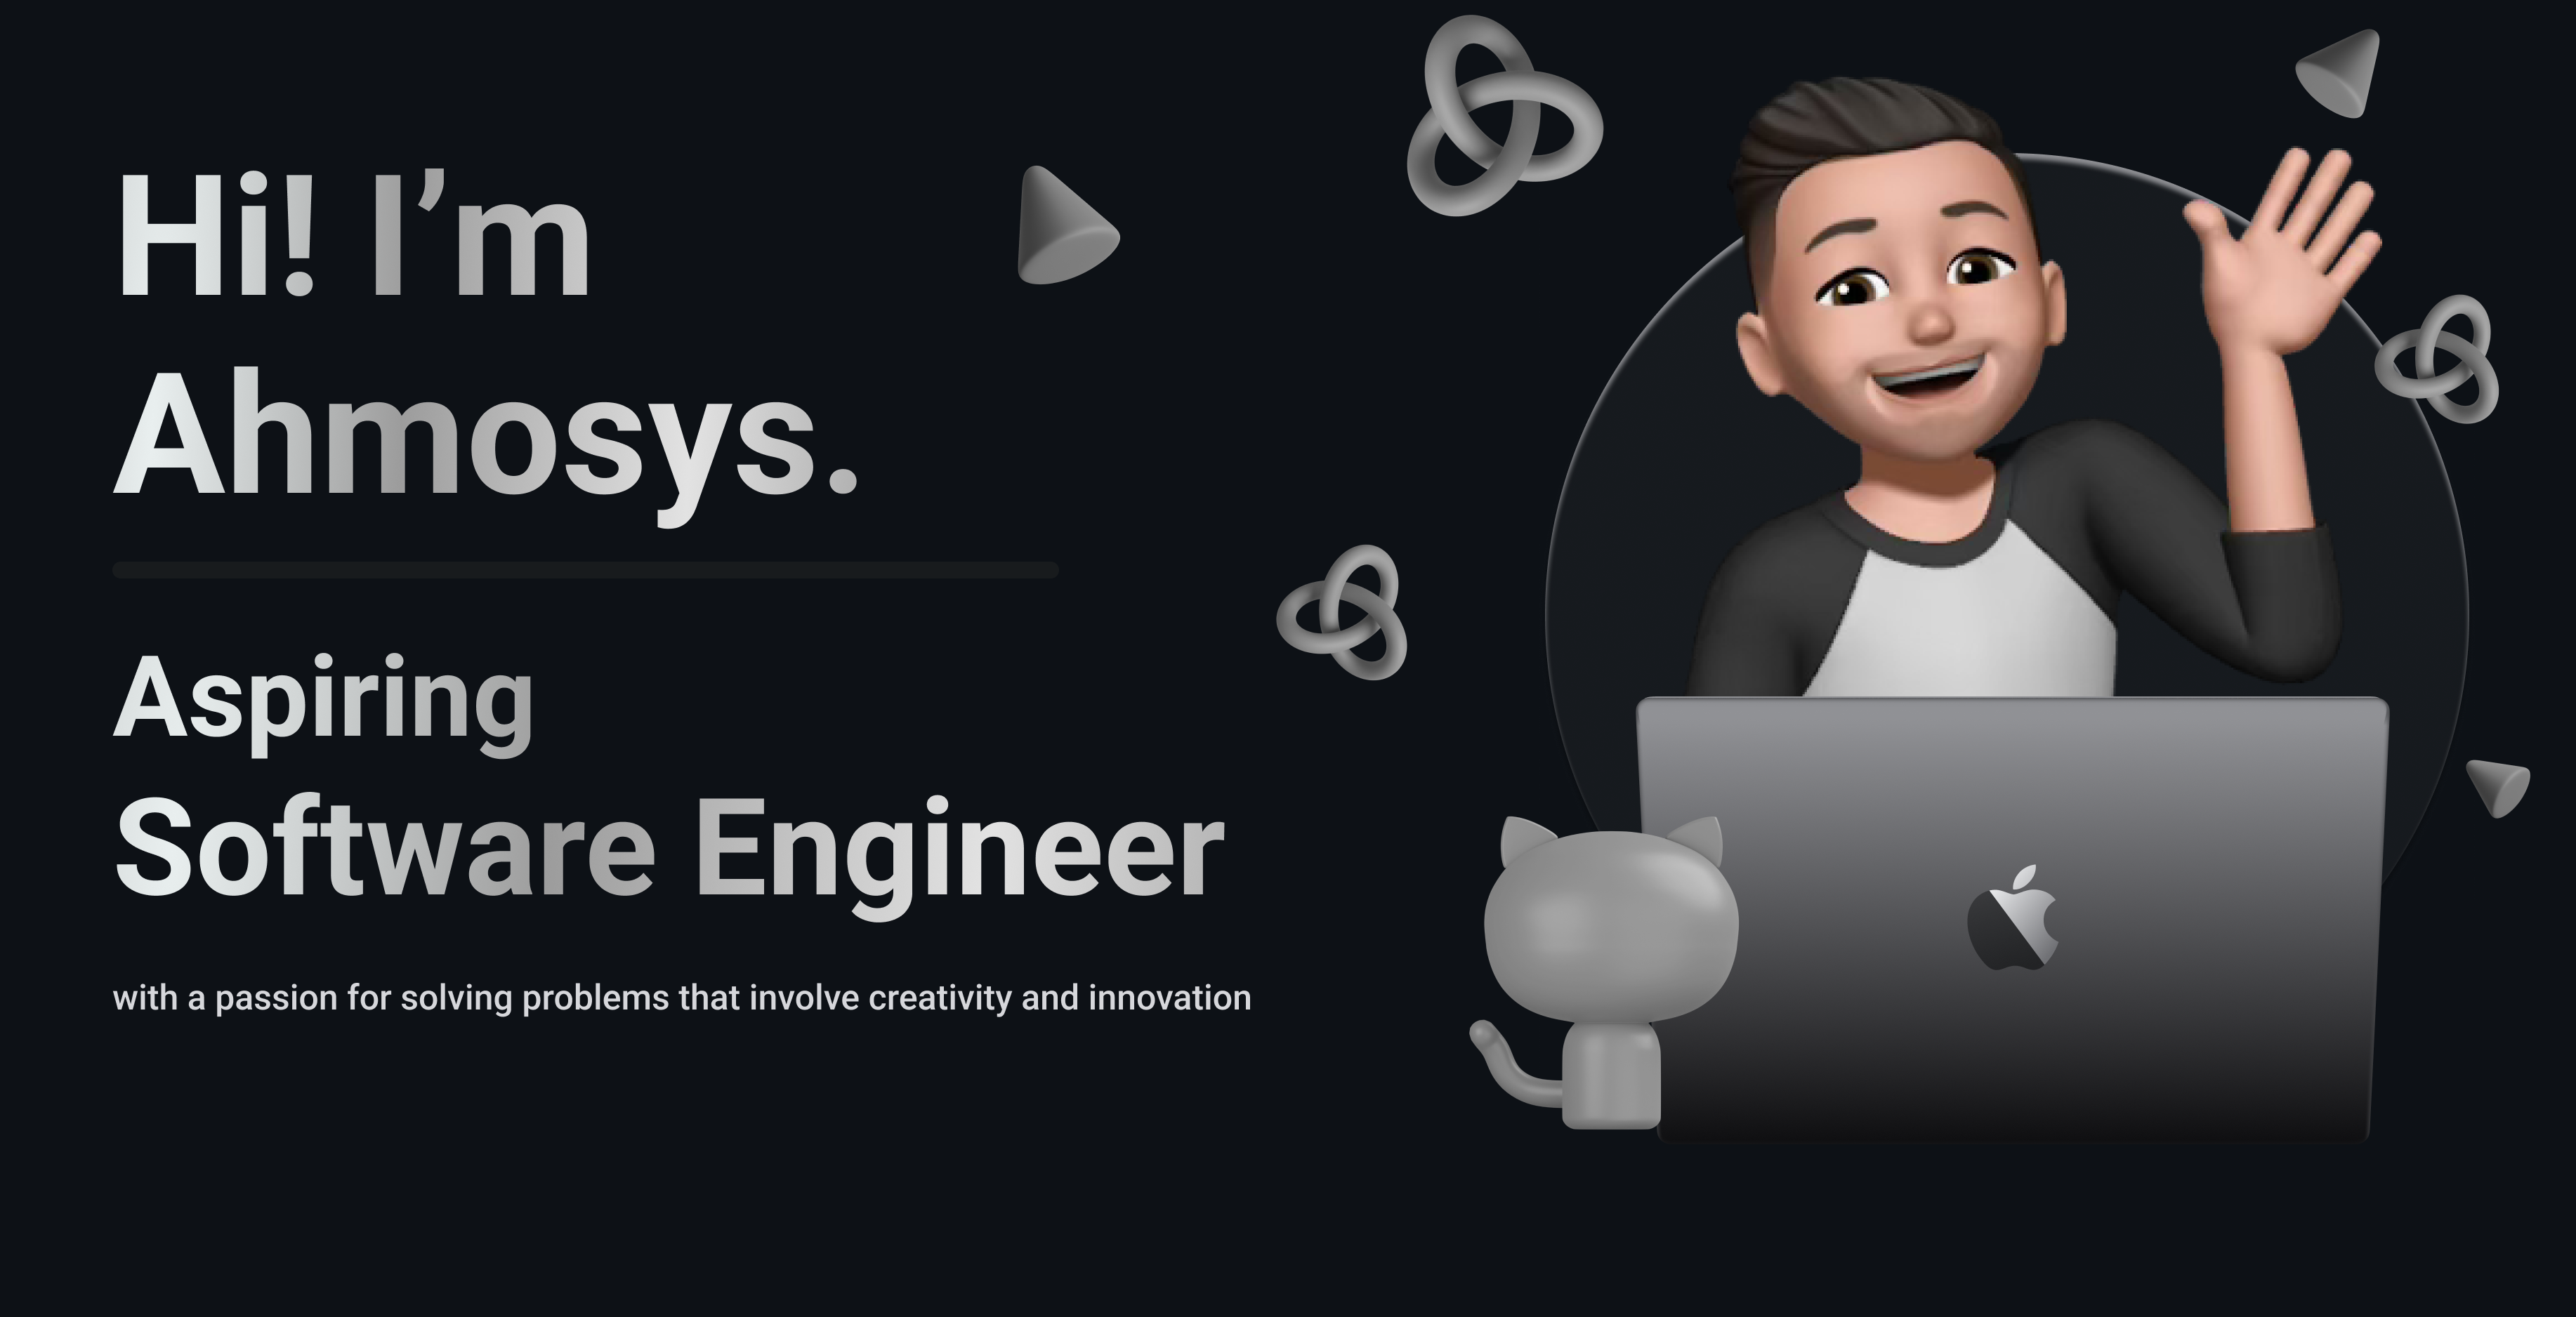 Hi! I’m
Ahmosys.
Aspiring
Software Engineer
with a passion for solving problems that involve creativity and innovation